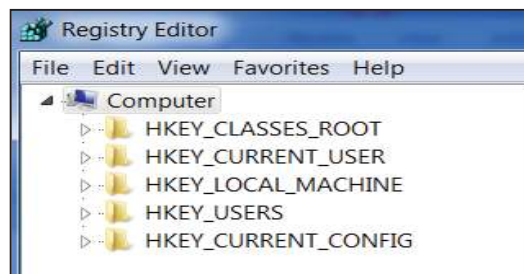 Registry Editor
File Edit View Favorites Help
Computer
HKEY_CLASSES_ROOT
HKEY_CURRENT_USER
HKEY_LOCAL_MACHINE
HKEY_USERS
HKEY_CURRENT_CONFIG